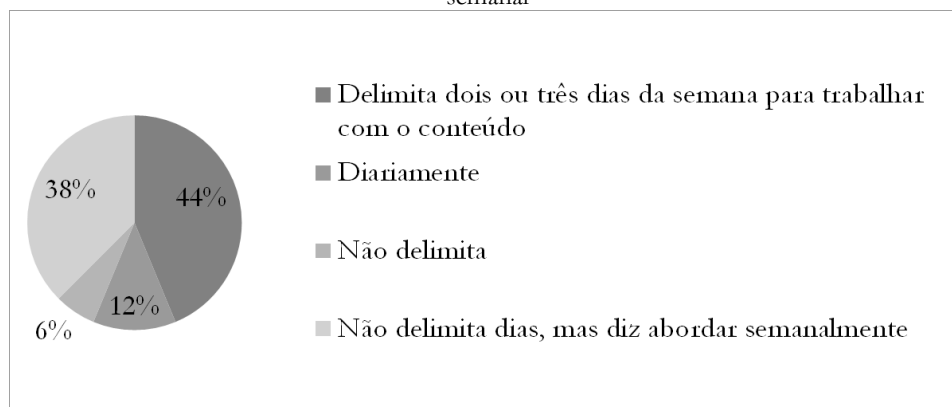 semanal
Delimita dois ou três dias da semana para trabalhar
com o conteúdo
38%
44%
Diariamente
Não delimita
12%
6%
Não delimita dias, mas diz abordar semanalmente